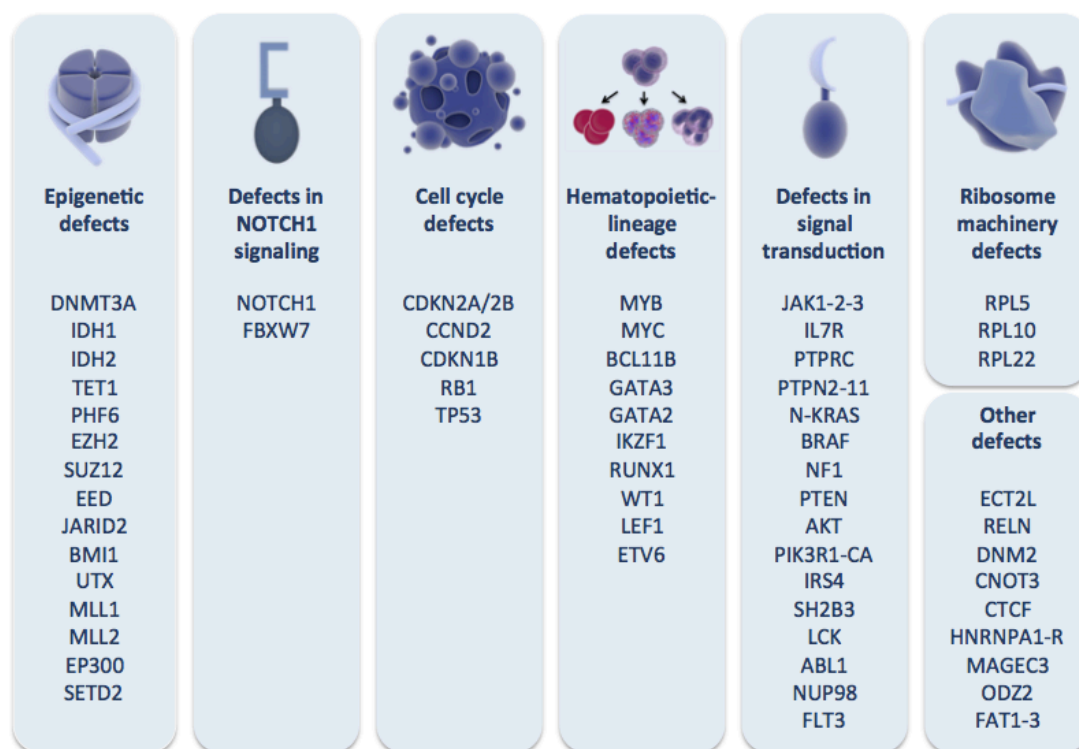 Epigenetic
defects
DNMT3A
IDH1
IDH2
TET1
PHF6
EZH2
SUZ12
EED
JARID2
BMI1
UTX
MLL1
MLL2
EP300
SETD2
Defects in
NOTCH1
signaling
NOTCH1
FBXW7
Cell cycle
defects
CDKN2A/2B
CCND2
CDKN1B
RB1
TP53
Hematopoietic-
lineage
defects
MYB
MYC
BCL11B
GATA3
GATA2
IKZF1
RUNX1
WT1
LEF1
ETV6
Defects in
signal
transduction
JAK1-2-3
IL7R
PTPRC
PTPN2-11
N-KRAS
BRAF
NF1
PTEN
AKT
PIK3R1-CA
IRS4
SH2B3
LCK
ABL1
NUP98
FLT3
Ribosome
machinery
defects
RPL5
RPL10
RPL22
Other
defects
ECT2L
RELN
DNM2
CNOT3
CTCF
HNRNPA1-R
MAGEC3
ODZ2
FAT1-3